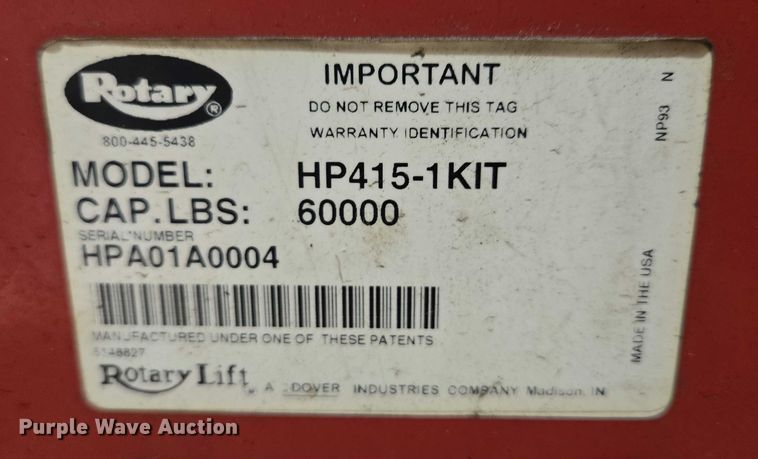 Rotary®
800-445-5438
IMPORTANT
DO NOT REMOVE THIS TAG
WARRANTY IDENTIFICATION
NP93 N
MODEL: HP415-1KIT
CAP.LBS: 60000
SERIAL NUMBER
HPA01A0004
MADE IN THE USA
MANUFACTURED UNDER ONE OF THESE PATENTS
5148827
Rotary Lift, A DOVER INDUSTRIES COMPANY Madison, IN
Purple Wave Auction